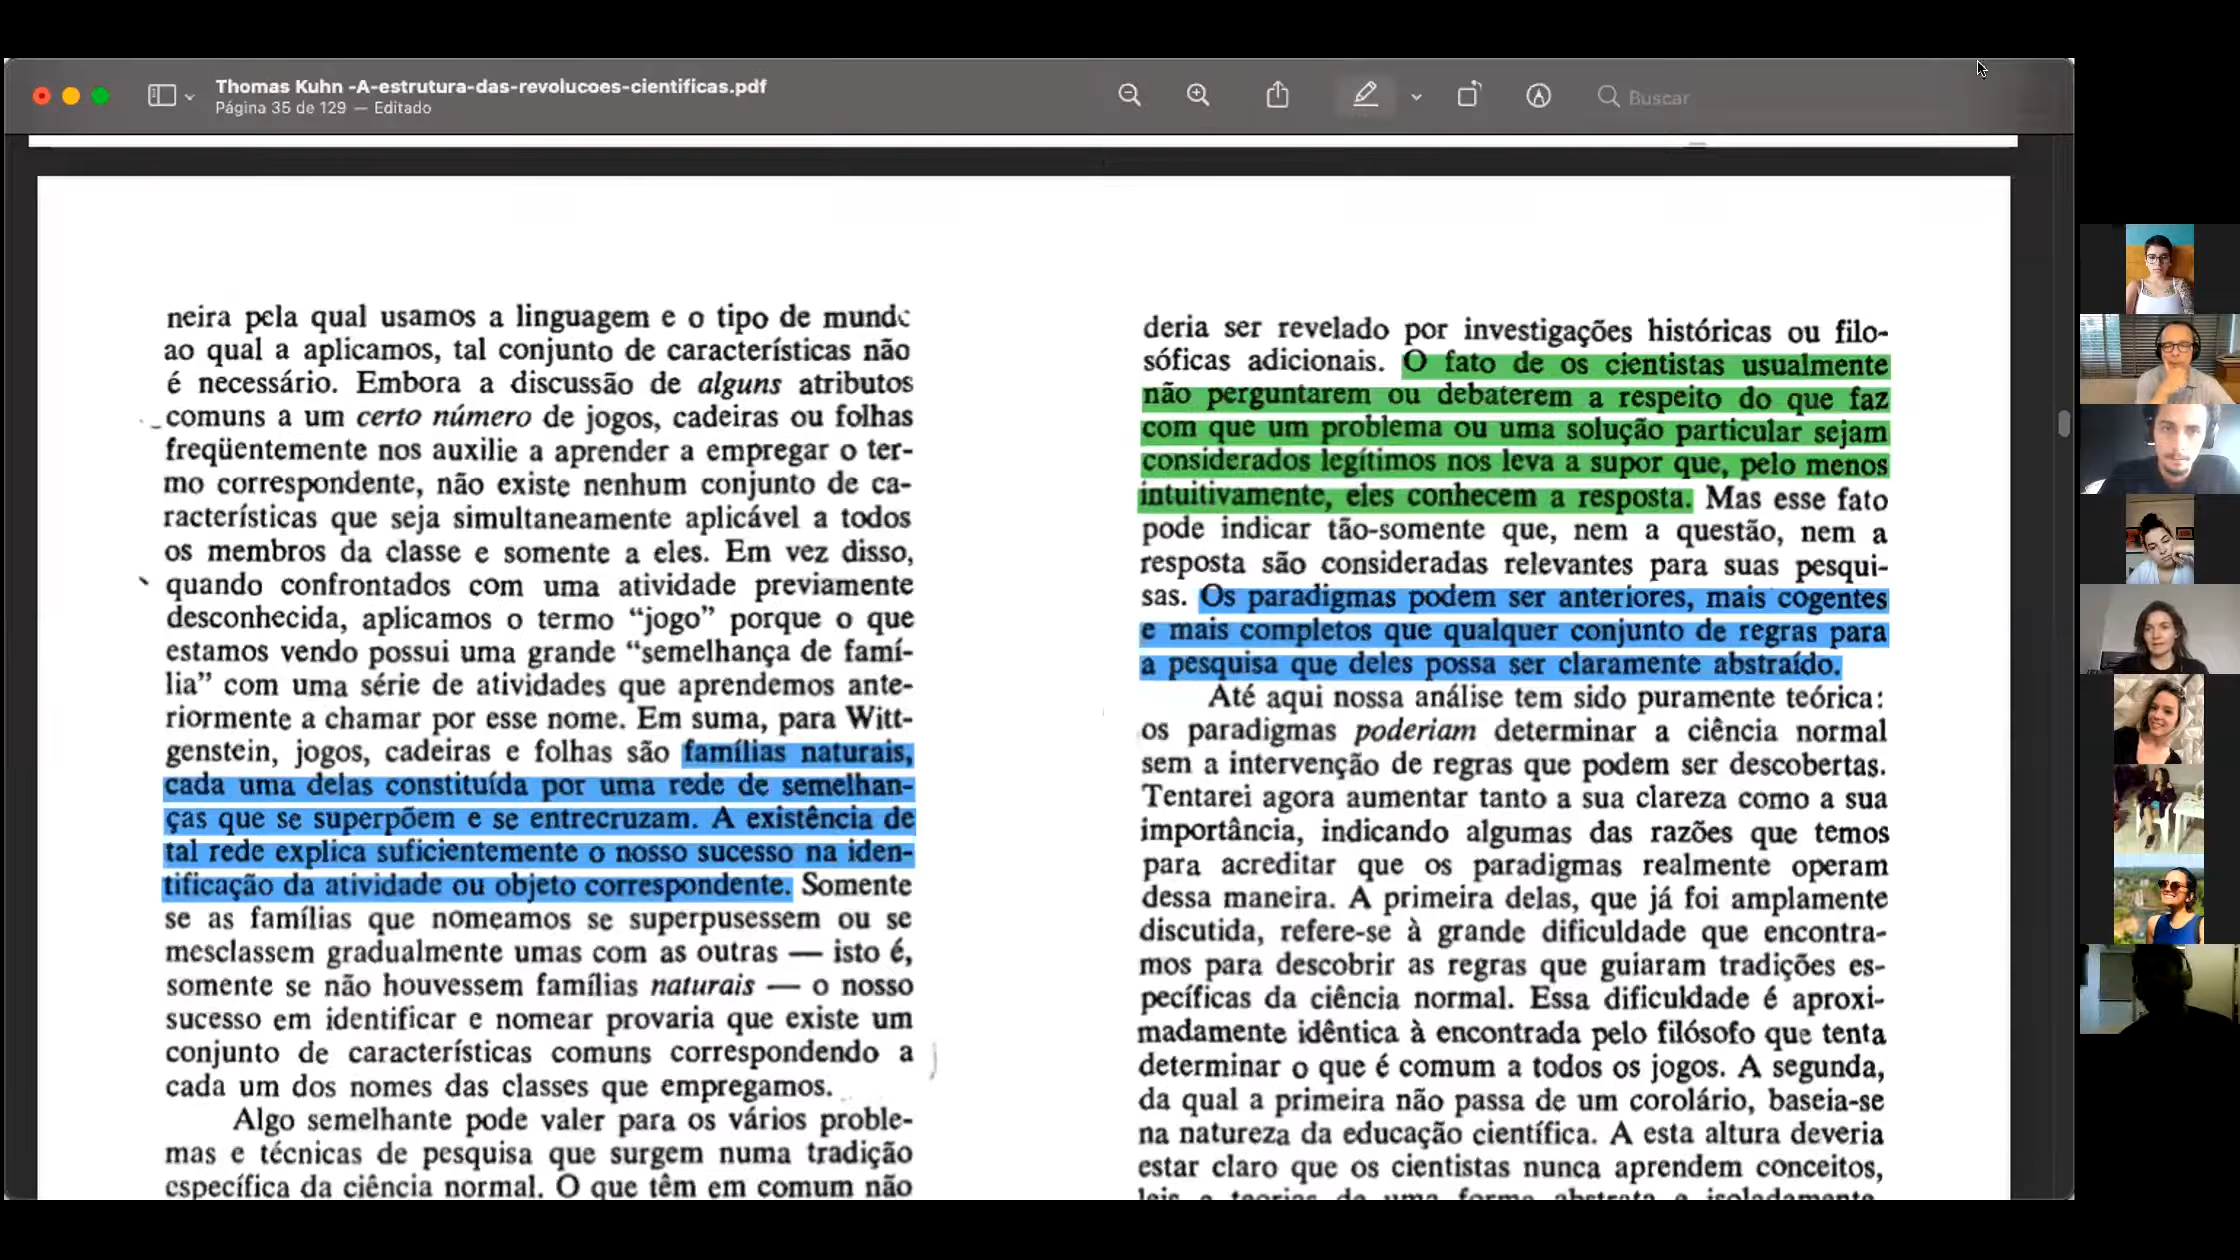 Thomas Kuhn -A-estrutura-das-revolucoes-cientificas.pdf
Página 35 de 129 — Editado
Buscar
neira pela qual usamos a linguagem e o tipo de mundo
ao qual a aplicamos, tal conjunto de características não
é necessário. Embora a discussão de alguns atributos
comuns a um certo número de jogos, cadeiras ou folhas
freqüentemente nos auxilie a aprender a empregar o ter-
mo correspondente, não existe nenhum conjunto de ca-
racterísticas que seja simultaneamente aplicável a todos
os membros da classe e somente a eles. Em vez disso,
quando confrontados com uma atividade previamente
desconhecida, aplicamos o termo “jogo” porque o que
estamos vendo possui uma grande “semelhança de famí-
lia” com uma série de atividades que aprendemos ante-
riormente a chamar por esse nome. Em suma, para Witt-
genstein, jogos, cadeiras e folhas são famílias naturais,
cada uma delas constituída por uma rede de semelhan-
ças que se superpõem e se entrecruzam. A existência de
tal rede explica suficientemente o nosso sucesso na iden-
tificação da atividade ou objeto correspondente. Somente
se as famílias que nomeamos se superpusessem ou se
mesclassem gradualmente umas com as outras — isto é,
somente se não houvessem famílias naturais — o nosso
sucesso em identificar e nomear provaria que existe um
conjunto de características comuns correspondendo a
cada um dos nomes das classes que empregamos.
Algo semelhante pode valer para os vários proble-
mas e técnicas de pesquisa que surgem numa tradição
específica da ciência normal. O que têm em comum não
deria ser revelado por investigações históricas ou filo-
sóficas adicionais. O fato de os cientistas usualmente
não perguntarem ou debaterem a respeito do que faz
com que um problema ou uma solução particular sejam
considerados legítimos nos leva a supor que, pelo menos
intuitivamente, eles conhecem a resposta. Mas esse fato
pode indicar tão-somente que, nem a questão, nem a
resposta são consideradas relevantes para suas pesqui-
sas. Os paradigmas podem ser anteriores, mais cogentes
e mais completos que qualquer conjunto de regras para
a pesquisa que deles possa ser claramente abstraído.
Até aqui nossa análise tem sido puramente teórica:
os paradigmas poderiam determinar a ciência normal
sem a intervenção de regras que podem ser descobertas.
Tentarei agora aumentar tanto a sua clareza como a sua
importância, indicando algumas das razões que temos
para acreditar que os paradigmas realmente operam
dessa maneira. A primeira delas, que já foi amplamente
discutida, refere-se à grande dificuldade que encontra-
mos para descobrir as regras que guiaram tradições es-
pecíficas da ciência normal. Essa dificuldade é aproxi-
madamente idêntica à encontrada pelo filósofo que tenta
determinar o que é comum a todos os jogos. A segunda,
da qual a primeira não passa de um corolário, baseia-se
na natureza da educação científica. A esta altura deveria
estar claro que os cientistas nunca aprendem conceitos,
leis e teorias de uma forma abstrata e isoladamente